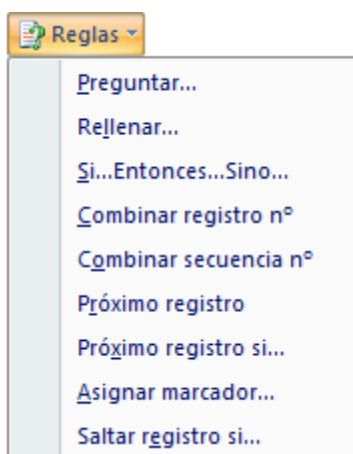 Reglas
Preguntar...
Rellenar...
Si...Entonces...Sino...
Combinar registro nº
Combinar secuencia nº
Próximo registro
Próximo registro si...
Asignar marcador...
Saltar registro si...